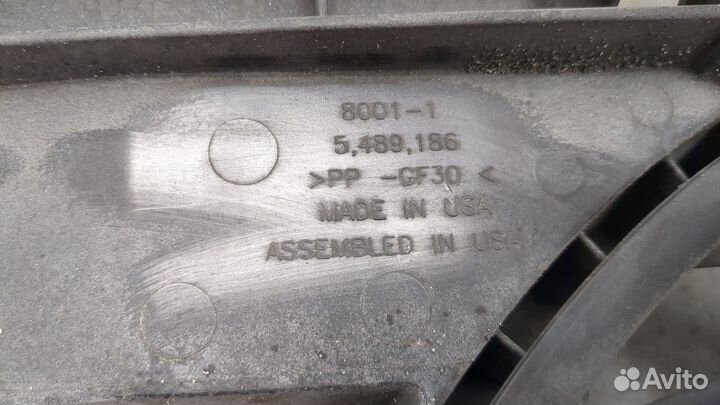 8001-1
5,489,186
>PP -GF30<
MADE IN USA
ASSEMBLED IN USA
Avito